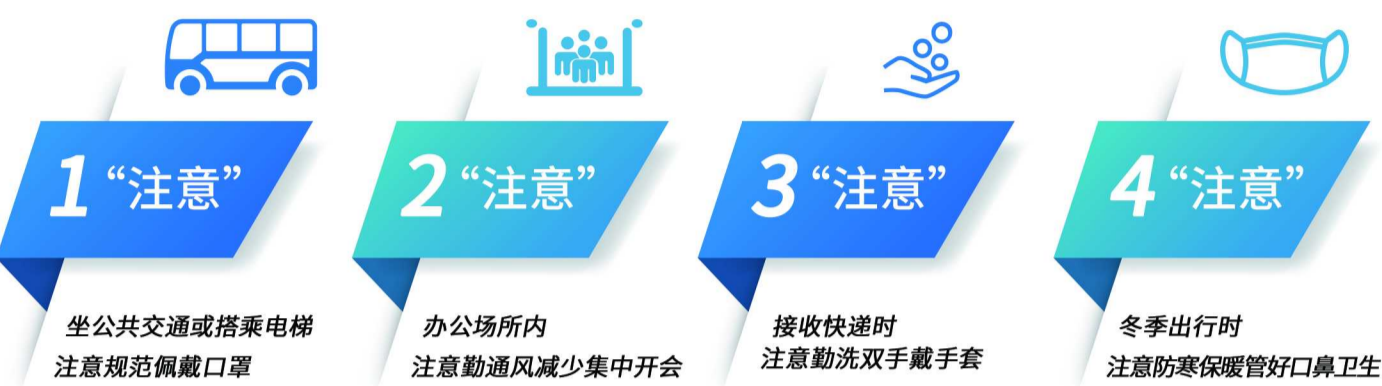 1 “注意”
坐公共交通或搭乘电梯
注意规范佩戴口罩
2 “注意”
办公场所内
注意勤通风减少集中开会
3 “注意”
接收快递时
注意勤洗双手戴手套
4 “注意”
冬季出行时
注意防寒保暖管好口鼻卫生